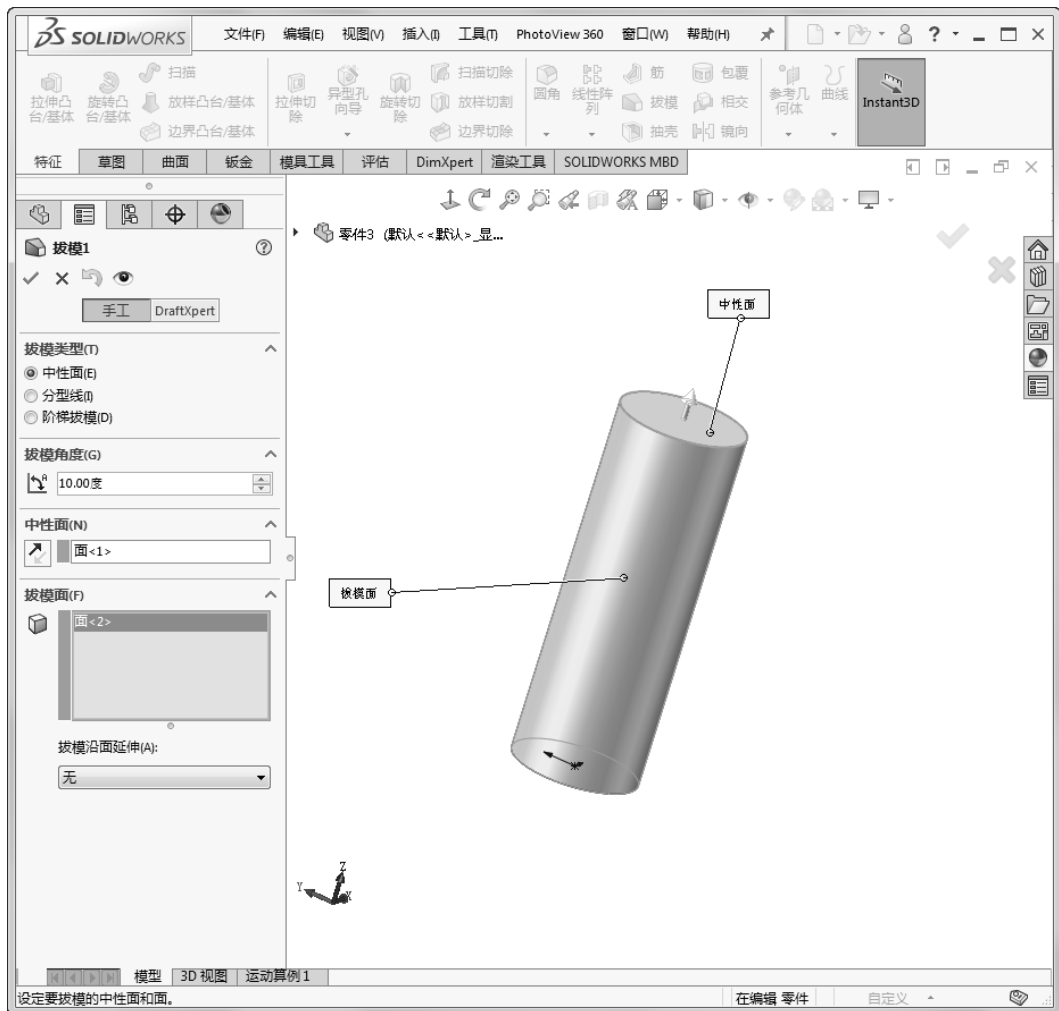 SOLIDWORKS 文件(F) 编辑(E) 视图(V) 插入(I) 工具(T) PhotoView 360 窗口(W) 帮助(H) ?
拉伸凸台/基体 旋转凸台/基体 扫描 放样凸台/基体 边界凸台/基体 拉伸切除 异型孔向导 旋转切除 扫描切除 放样切割 边界切除 圆角 线性阵列 筋 拔模 抽壳 包覆 相交 镜向 参考几何体 曲线 Instant3D
特征 草图 曲面 钣金 模具工具 评估 DimXpert 渲染工具 SOLIDWORKS MBD
零件3 (默认<<默认>_显...
拔模1 ?
手工 DraftXpert
拔模类型(T)
中性面(E)
分型线(I)
阶梯拔模(D)
拔模角度(G)
10.00度
中性面(N)
面<1>
拔模面(F)
面<2>
拔模沿面延伸(A):
无
中性面
拔模面
Z
Y
X
模型 3D 视图 运动算例1
设定要拔模的中性面和面。 在编辑 零件 自定义